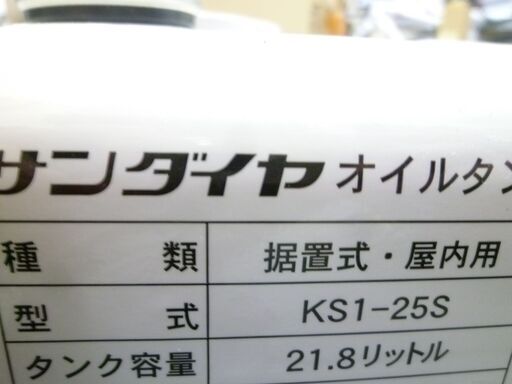 サンダイヤ オイルタン
種類 据置式・屋内用
型式 KS1-25S
タンク容量 21.8リットル